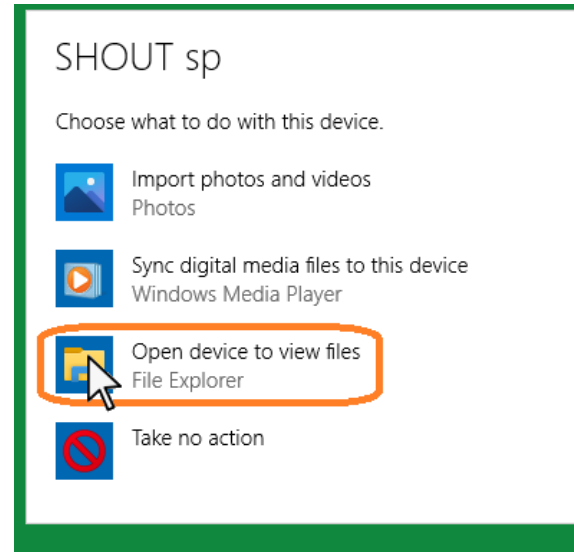 SHOUT sp
Choose what to do with this device.
Import photos and videos
Photos
Sync digital media files to this device
Windows Media Player
Open device to view files
File Explorer
Take no action